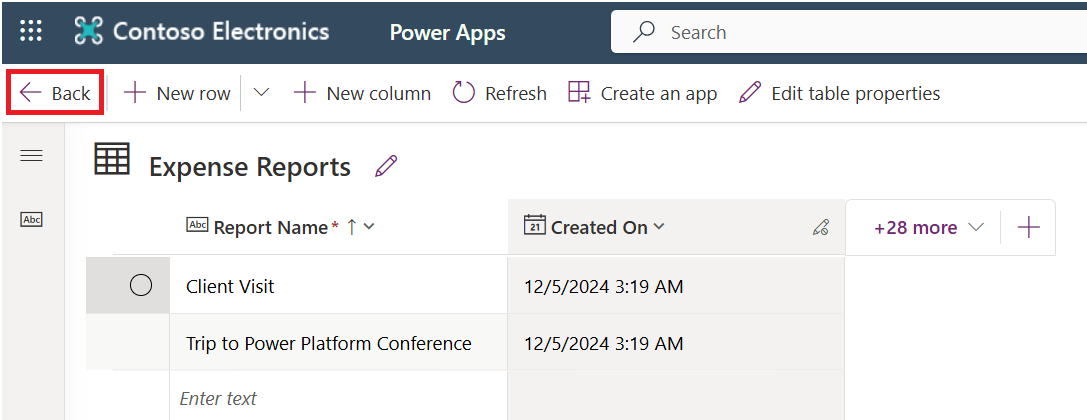 Contoso Electronics Power Apps Search
Back New row New column Refresh Create an app Edit table properties
Expense Reports
Abc Abc Report Name* 21 Created On +28 more
Client Visit 12/5/2024 3:19 AM
Trip to Power Platform Conference 12/5/2024 3:19 AM
Enter text